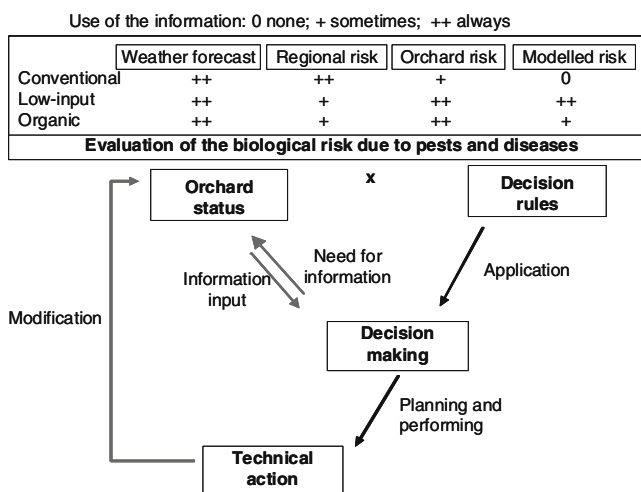 Use of the information: 0 none; + sometimes; ++ always
Weather forecast Regional risk Orchard risk Modelled risk
Conventional ++ ++ + 0
Low-input ++ + ++ ++
Organic ++ + ++ +
Evaluation of the biological risk due to pests and diseases
Orchard
status
x
Decision
rules
Need for
information
Information
input
Application
Modification
Decision
making
Planning and
performing
Technical
action